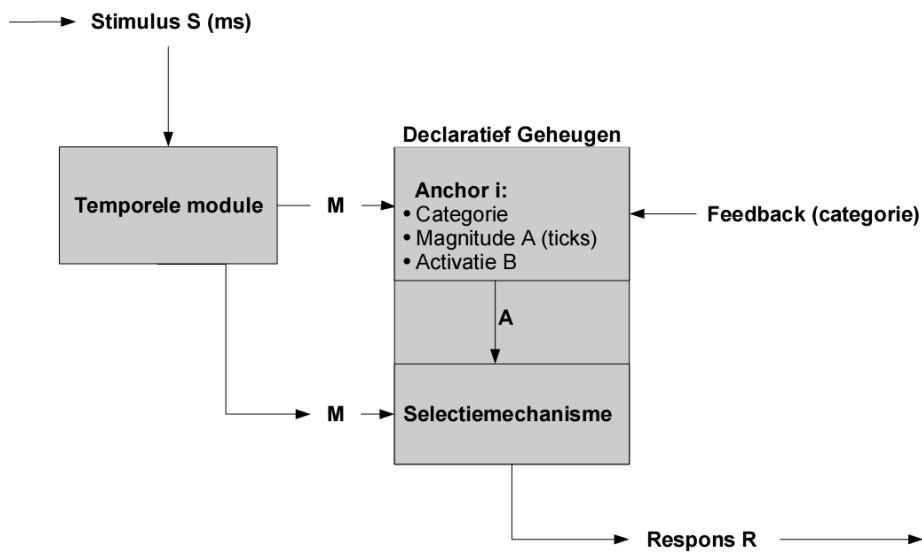 Stimulus S (ms)
Declaratief Geheugen
Temporele module
M
Anchor i:
• Categorie
• Magnitude A (ticks)
• Activatie B
Feedback (categorie)
A
M
Selectiemechanisme
Respons R